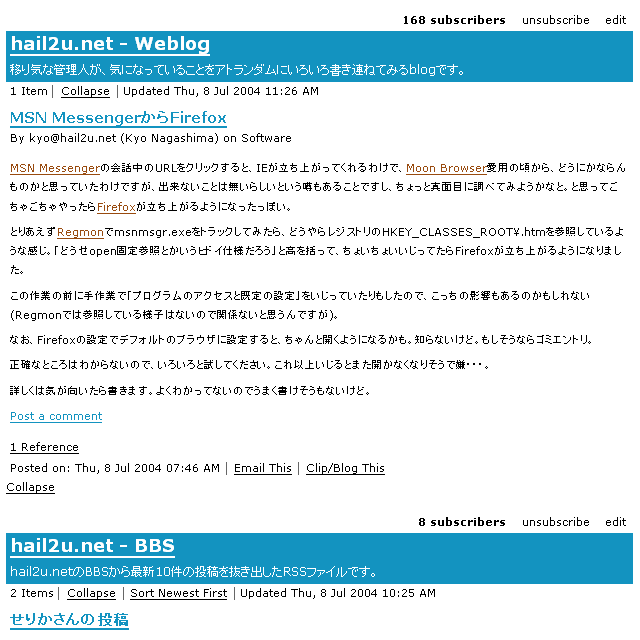 168 subscribers unsubscribe edit
hail2u.net - Weblog
移り気な管理人が、気になっていることをアトランダムにいろいろ書き連ねてみるblogです。
1 Item | Collapse | Updated Thu, 8 Jul 2004 11:26 AM
MSN MessengerからFirefox
By kyo@hail2u.net (Kyo Nagashima) on Software
MSN Messengerの会話中のURLをクリックすると、IEが立ち上がってくれるわけで、Moon Browser愛用の頃から、どうにかならん
ものかと思っていたわけですが、出来ないことは無いらしいという噂もあることですし、ちょっと真面目に調べてみようかなと。と思ってご
ちゃごちゃやったらFirefoxが立ち上がるようになったっぽい。
とりあえずRegmonでmsnmsgr.exeをトラックしてみたら、どうやらレジストリのHKEY_CLASSES_ROOT¥.htmを参照しているよ
うな感じ。「どうせopen固定参照とかいうヒドイ仕様だろう」と高を括って、ちょいちょいいじってたらFirefoxが立ち上がるようになりまし
た。
この作業の前に手作業で「プログラムのアクセスと既定の設定」をいじっていたりもしたので、こっちの影響もあるのかもしれない
(Regmonでは参照している様子はないので関係ないと思うんですが)。
なお、Firefoxの設定でデフォルトのブラウザに設定すると、ちゃんと開くようになるかも。知らないけど。もしそうならゴミエントリ。
正確なところはわからないので、いろいろと試してください。これ以上いじるとまた開かなくなりそうで嫌・・・。
詳しくは気が向いたら書きます。よくわかってないのでうまく書けそうもないけど。
Post a comment
1 Reference
Posted on: Thu, 8 Jul 2004 07:46 AM | Email This | Clip/Blog This
Collapse
8 subscribers unsubscribe edit
hail2u.net - BBS
hail2u.netのBBSから最新10件の投稿を抜き出したRSSファイルです。
2 Items | Collapse | Sort Newest First | Updated Thu, 8 Jul 2004 10:25 AM
せりかさんの投稿